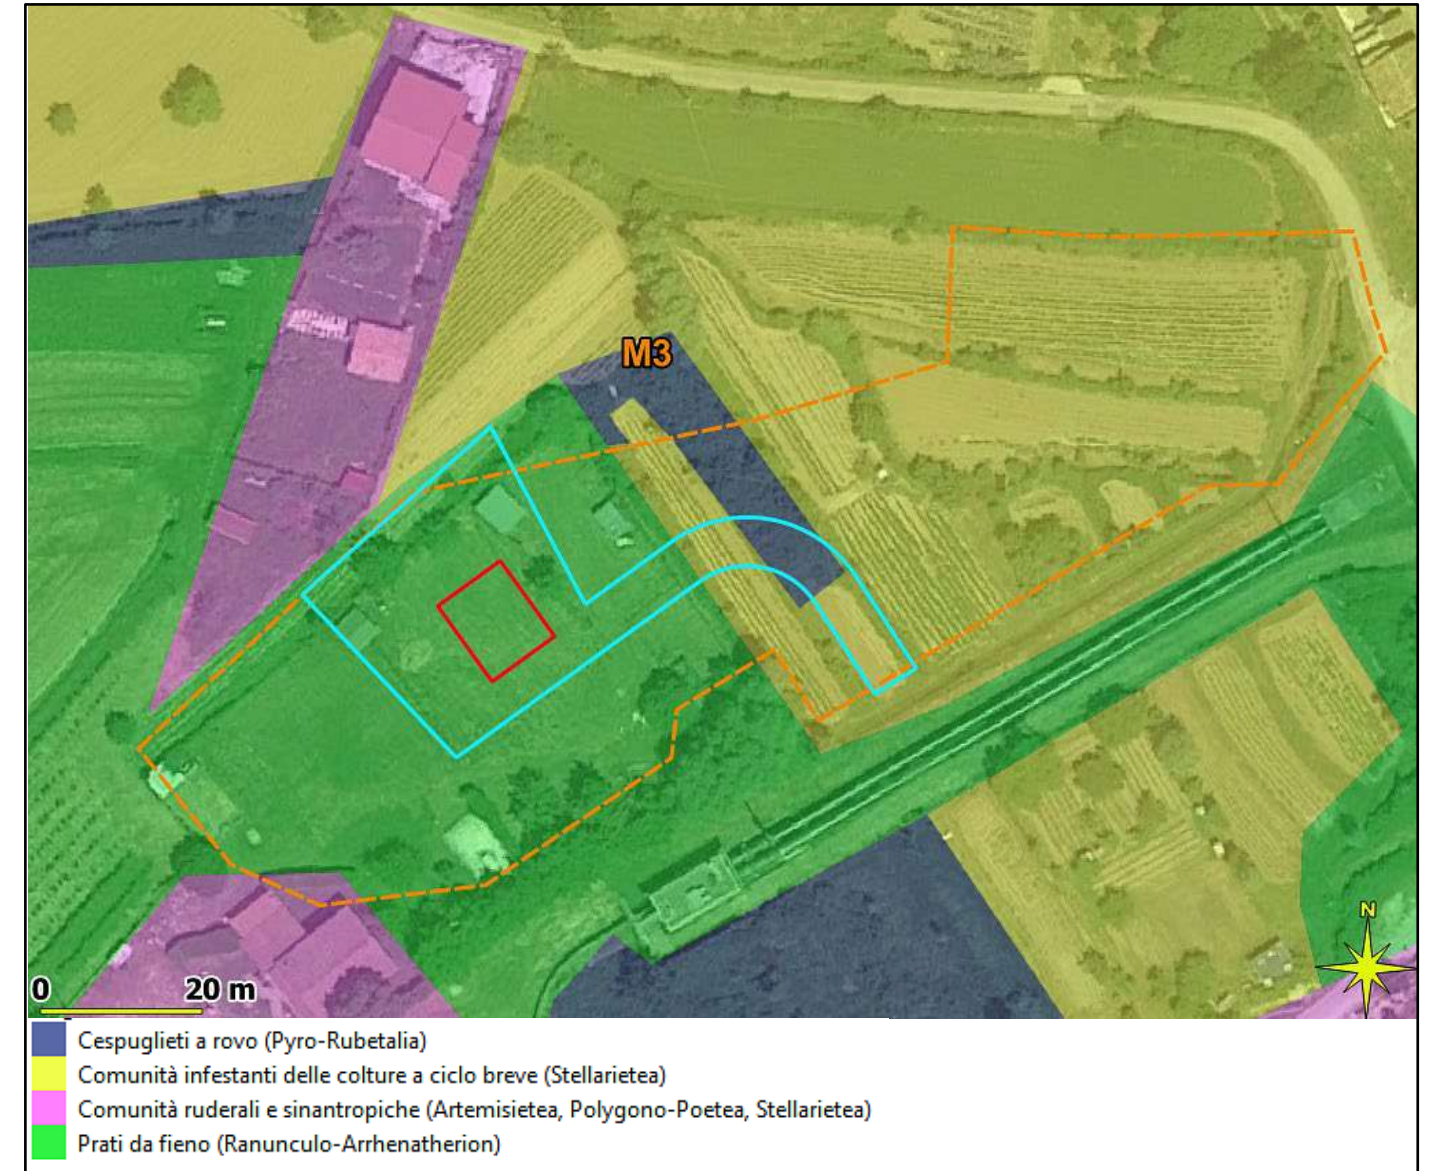 M3
N
0 20 m
Cespuglieti a rovo (Pyro-Rubetalia)
Comunità infestanti delle colture a ciclo breve (Stellarietea)
Comunità ruderali e sinantropiche (Artemisietea, Polygono-Poetea, Stellarietea)
Prati da fieno (Ranunculo-Arrhenatherion)